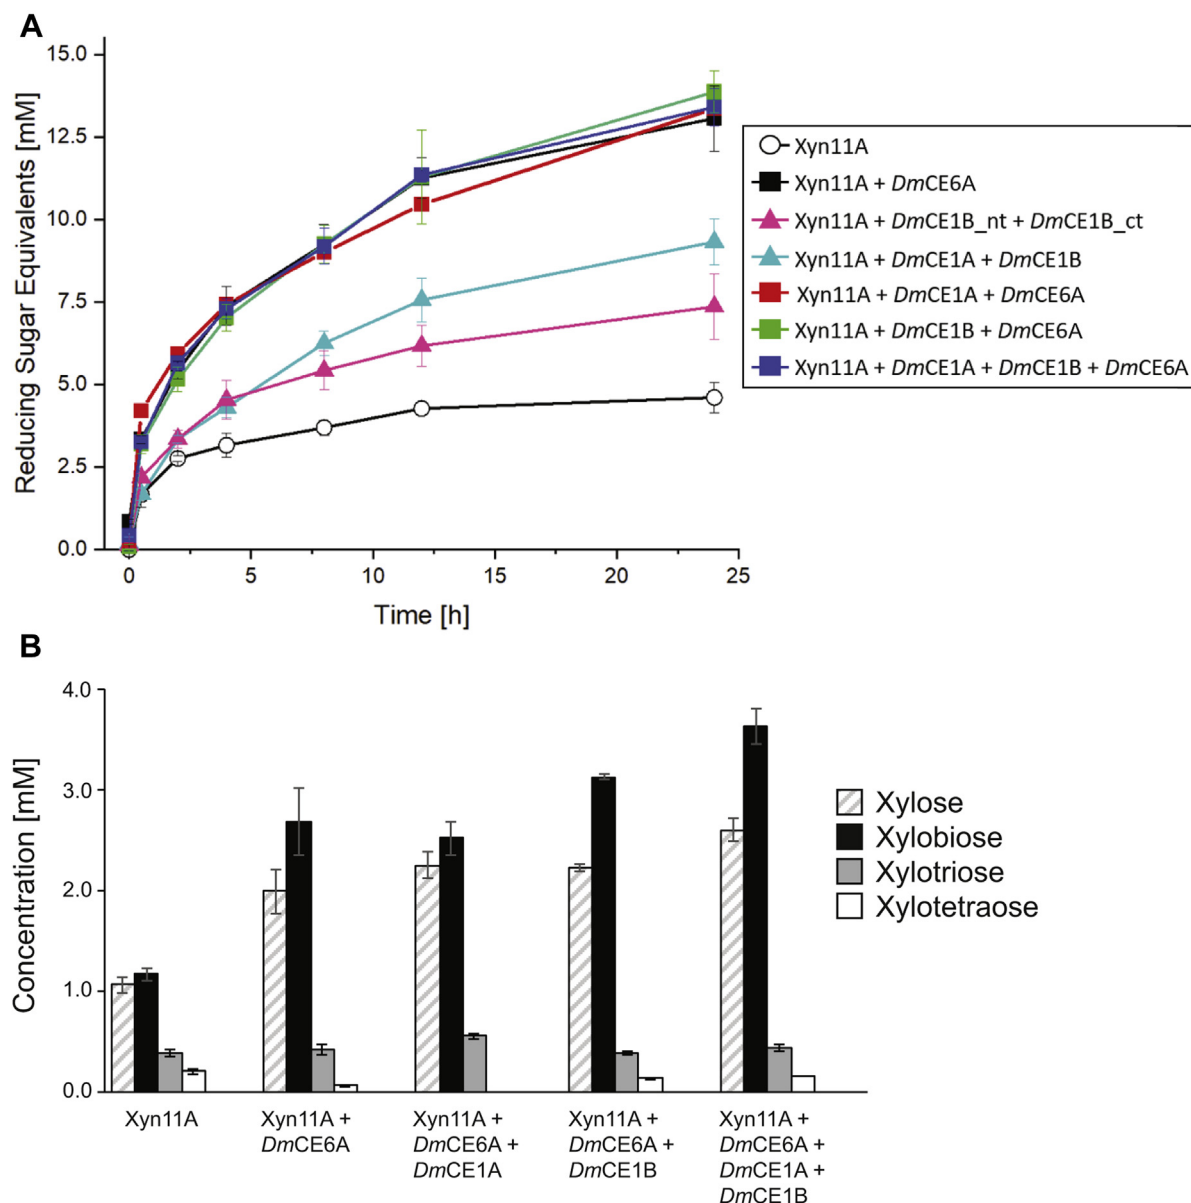 A
Reducing Sugar Equivalents [mM]
15.0
12.5
10.0
7.5
5.0
2.5
0.0
0
5
10
15
20
25
Time [h]
Xyn11A
Xyn11A + DmCE6A
Xyn11A + DmCE1B_nt + DmCE1B_ct
Xyn11A + DmCE1A + DmCE1B
Xyn11A + DmCE1A + DmCE6A
Xyn11A + DmCE1B + DmCE6A
Xyn11A + DmCE1A + DmCE1B + DmCE6A
B
Concentration [mM]
4.0
3.0
2.0
1.0
0.0
Xyn11A
Xyn11A +
DmCE6A
Xyn11A +
DmCE6A +
DmCE1A
Xyn11A +
DmCE6A +
DmCE1B
Xyn11A +
DmCE6A +
DmCE1A +
DmCE1B
Xylose
Xylobiose
Xylotriose
Xylotetraose